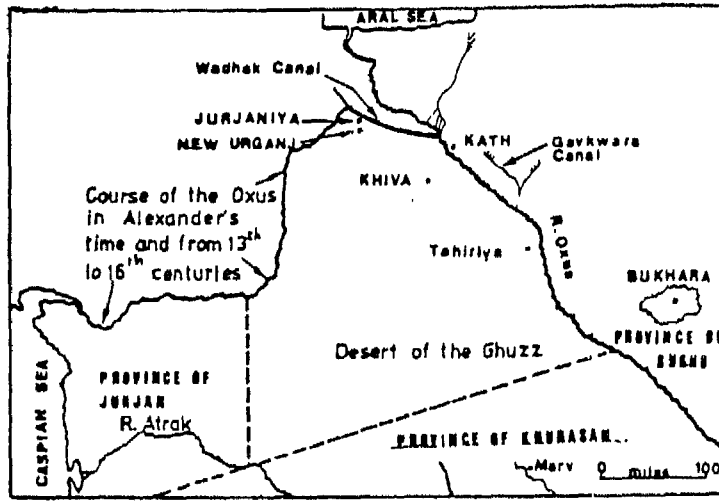 ARAL SEA
Wadhak Canal
JURJANIYA
NEW URGANJ
KATH
Gavkwara
Canal
KHIVA
Course of the Oxus
in Alexander's
time and from 13th
to 16th centuries
Tahiriya
R. Oxus
BUKHARA
PROVINCE OF
Desert of the Ghuzz
CASPIAN SEA
PROVINCE OF
JURJAN
R. Atrak
PROVINCE OF KHURASAN
Merv
0 miles 100